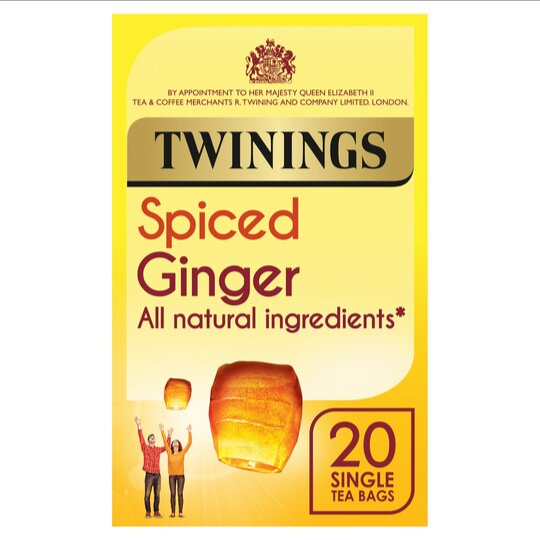 BY APPOINTMENT TO HER MAJESTY QUEEN ELIZABETH II
TEA & COFFEE MERCHANTS R. TWINING AND COMPANY LIMITED. LONDON.
TWININGS
Spiced
Ginger
All natural ingredients*
20
SINGLE
TEA BAGS